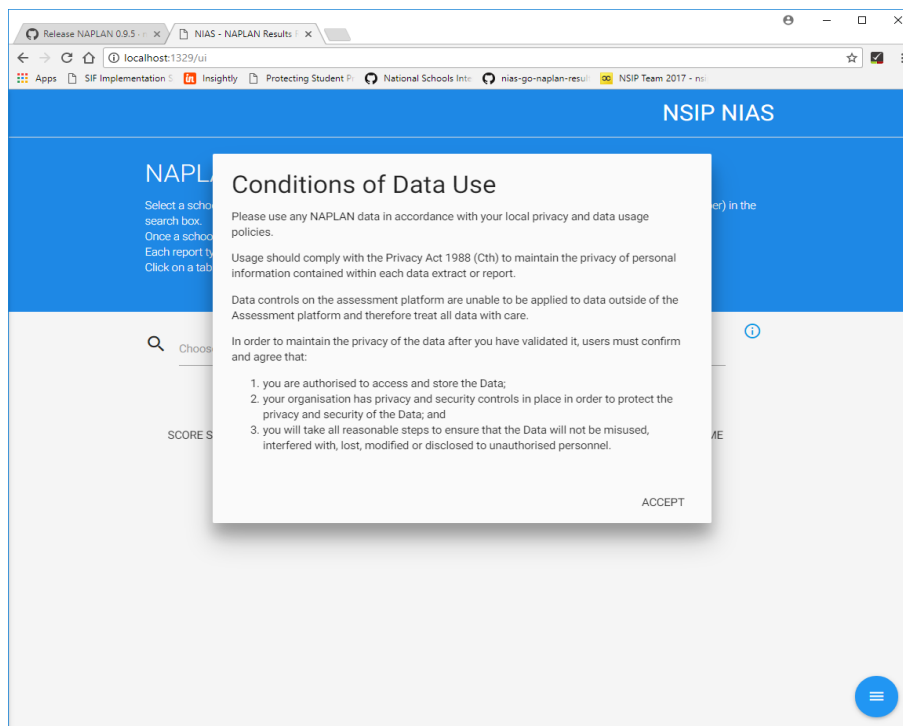 Release NAPLAN 0.9.5 - n
NIAS - NAPLAN Results
localhost:1329/ui
Apps
SIF Implementation S
Insightly
Protecting Student Pr
National Schools Inte
nias-go-naplan-resul
NSIP Team 2017 - nsi
NSIP NIAS
NAPLA
Select a schoo
er) in the
search box.
Once a schoo
Each report ty
Click on a tab
Conditions of Data Use
Please use any NAPLAN data in accordance with your local privacy and data usage
policies.
Usage should comply with the Privacy Act 1988 (Cth) to maintain the privacy of personal
information contained within each data extract or report.
Data controls on the assessment platform are unable to be applied to data outside of the
Assessment platform and therefore treat all data with care.
In order to maintain the privacy of the data after you have validated it, users must confirm
and agree that:
1. you are authorised to access and store the Data;
2. your organisation has privacy and security controls in place in order to protect the
privacy and security of the Data; and
3. you will take all reasonable steps to ensure that the Data will not be misused,
interfered with, lost, modified or disclosed to unauthorised personnel.
ACCEPT
Choos
SCORE S
ME